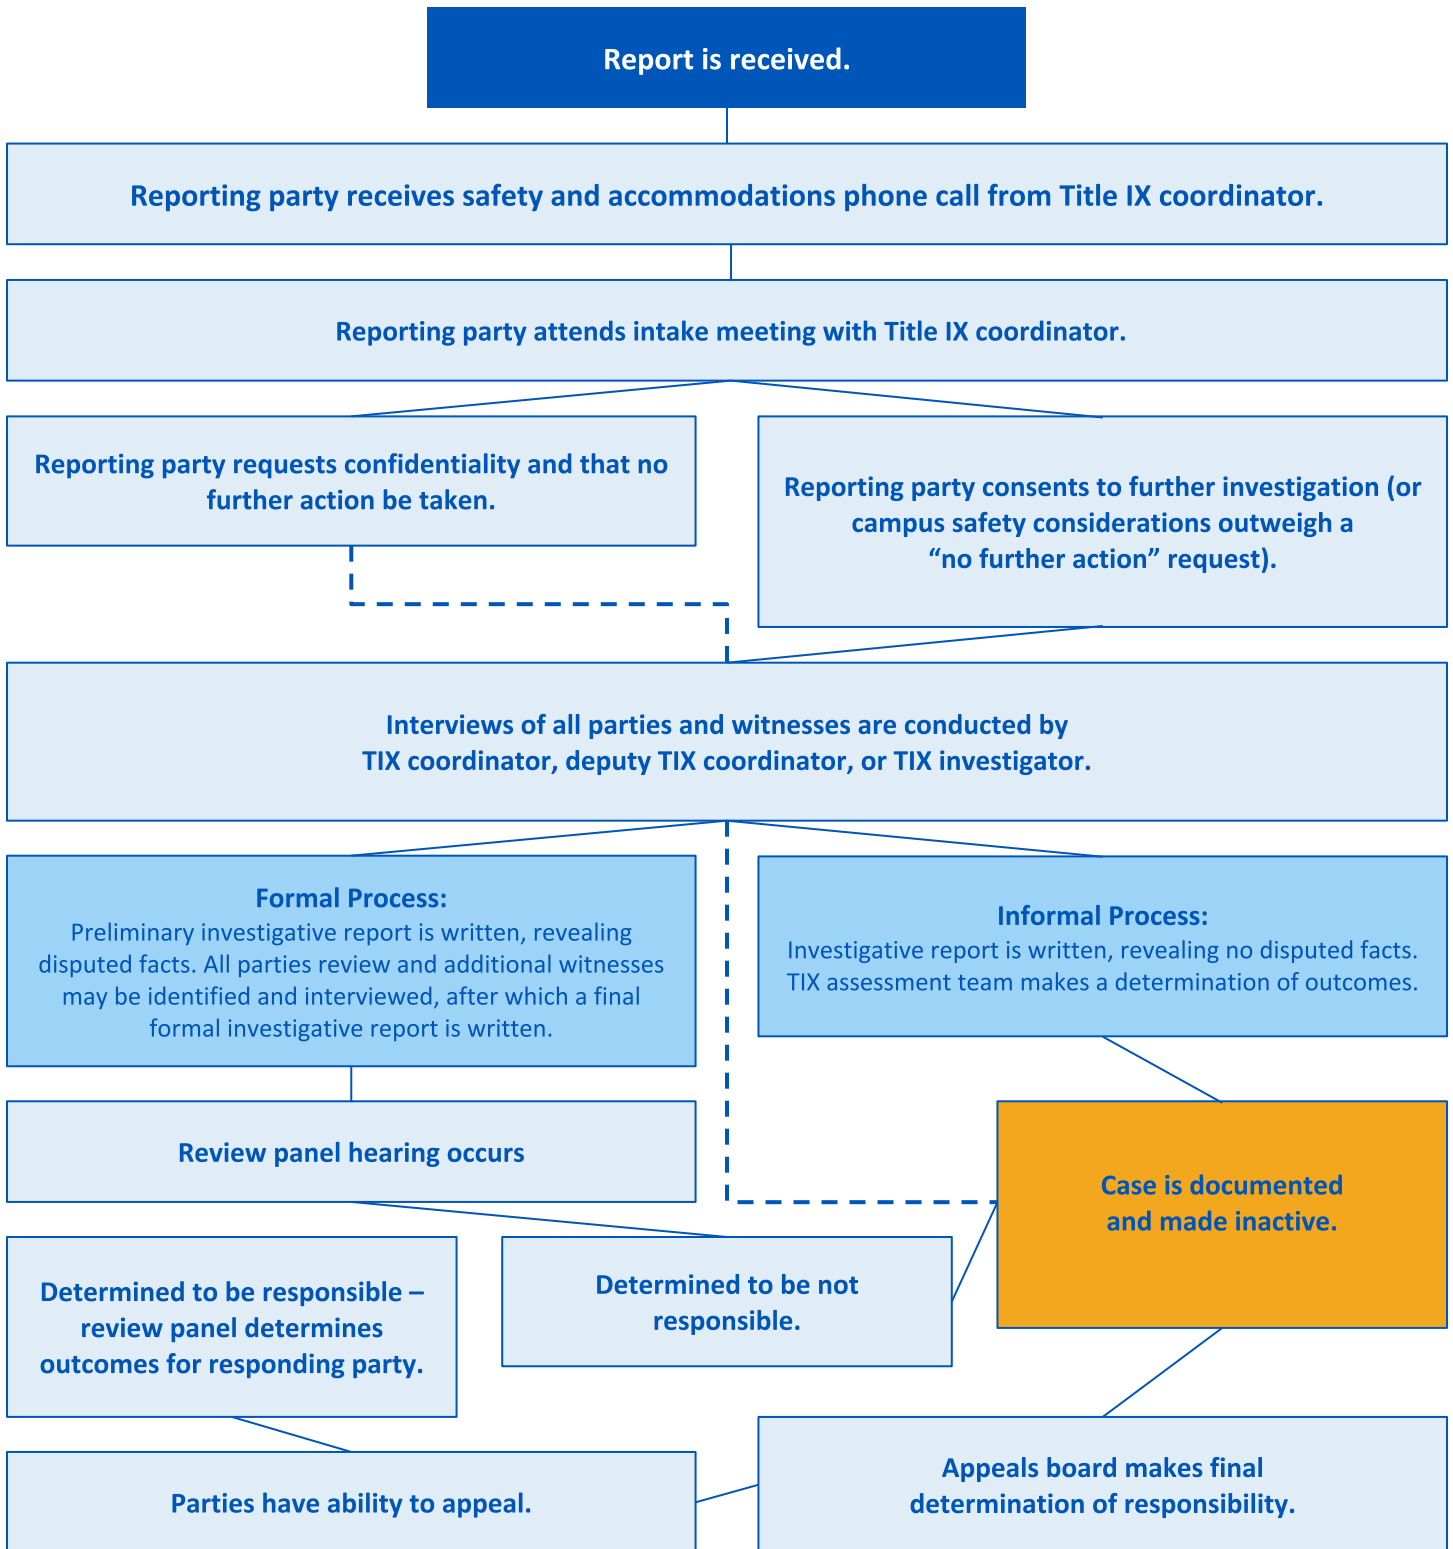 Report is received.
Reporting party receives safety and accommodations phone call from Title IX coordinator.
Reporting party attends intake meeting with Title IX coordinator.
Reporting party requests confidentiality and that no
further action be taken.
Reporting party consents to further investigation (or
campus safety considerations outweigh a
“no further action” request).
Interviews of all parties and witnesses are conducted by
TIX coordinator, deputy TIX coordinator, or TIX investigator.
Formal Process:
Preliminary investigative report is written, revealing
disputed facts. All parties review and additional witnesses
may be identified and interviewed, after which a final
formal investigative report is written.
Informal Process:
Investigative report is written, revealing no disputed facts.
TIX assessment team makes a determination of outcomes.
Review panel hearing occurs
Case is documented
and made inactive.
Determined to be responsible –
review panel determines
outcomes for responding party.
Determined to be not
responsible.
Parties have ability to appeal.
Appeals board makes final
determination of responsibility.